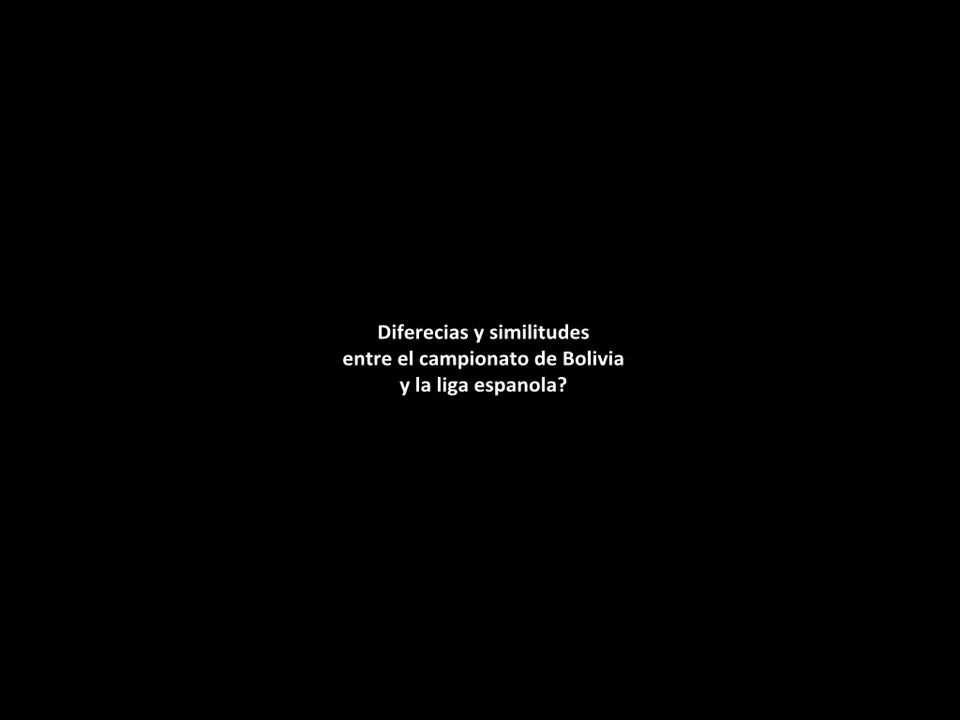 Diferecias y similitudes
entre el campionato de Bolivia
y la liga espanola?